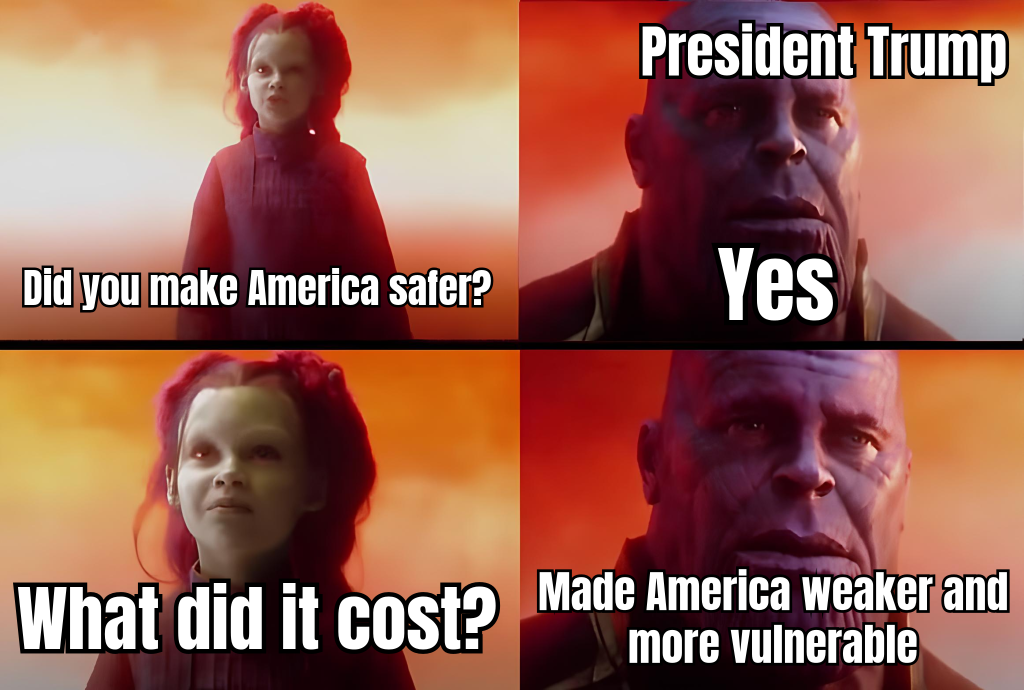 Did you make America safer?
President Trump
Yes
What did it cost?
Made America weaker and
more vulnerable